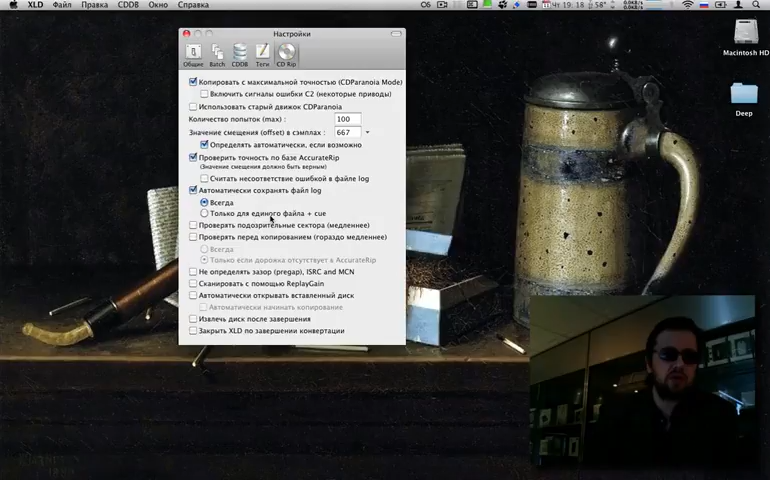 XLD Файл Правка CDDB Окно Справка
Чт 19:18
58°
Macintosh HD
Deep
Настройки
Общие Batch CDDB Теги CD Rip
Копировать с максимальной точностью (CDParanoia Mode)
Включить сигналы ошибки C2 (некоторые приводы)
Использовать старый движок CDParanoia
Количество попыток (max) : 100
Значение смещения (offset) в сэмплах : 667
Определять автоматически, если возможно
Проверить точность по базе AccurateRip
(Значение смещения должно быть верным)
Считать несоответствие ошибкой в файле log
Автоматически сохранять файл log
Всегда
Только для единого файла + cue
Проверять подозрительные сектора (медленнее)
Проверять перед копированием (гораздо медленнее)
Всегда
Только если дорожка отсутствует в AccurateRip
Не определять зазор (pregap), ISRC and MCN
Сканировать с помощью ReplayGain
Автоматически открывать вставленный диск
Автоматически начинать копирование
Извлечь диск после завершения
Закрыть XLD по завершении конвертации